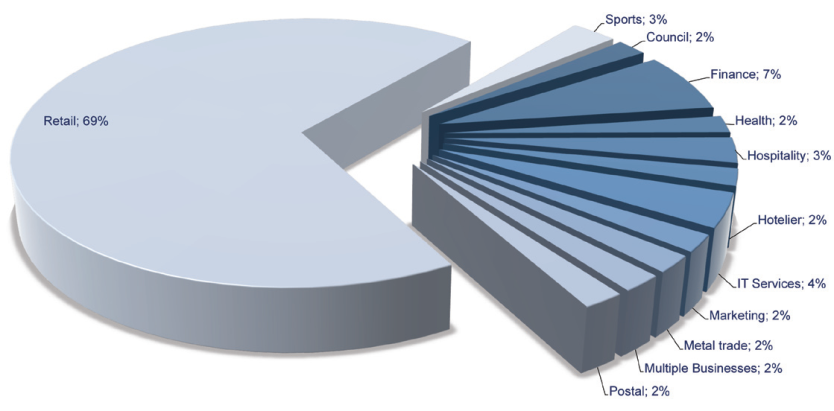 Sports; 3%
Council; 2%
Finance; 7%
Retail; 69%
Health; 2%
Hospitality; 3%
Hotelier; 2%
IT Services; 4%
Marketing; 2%
Metal trade; 2%
Multiple Businesses; 2%
Postal; 2%